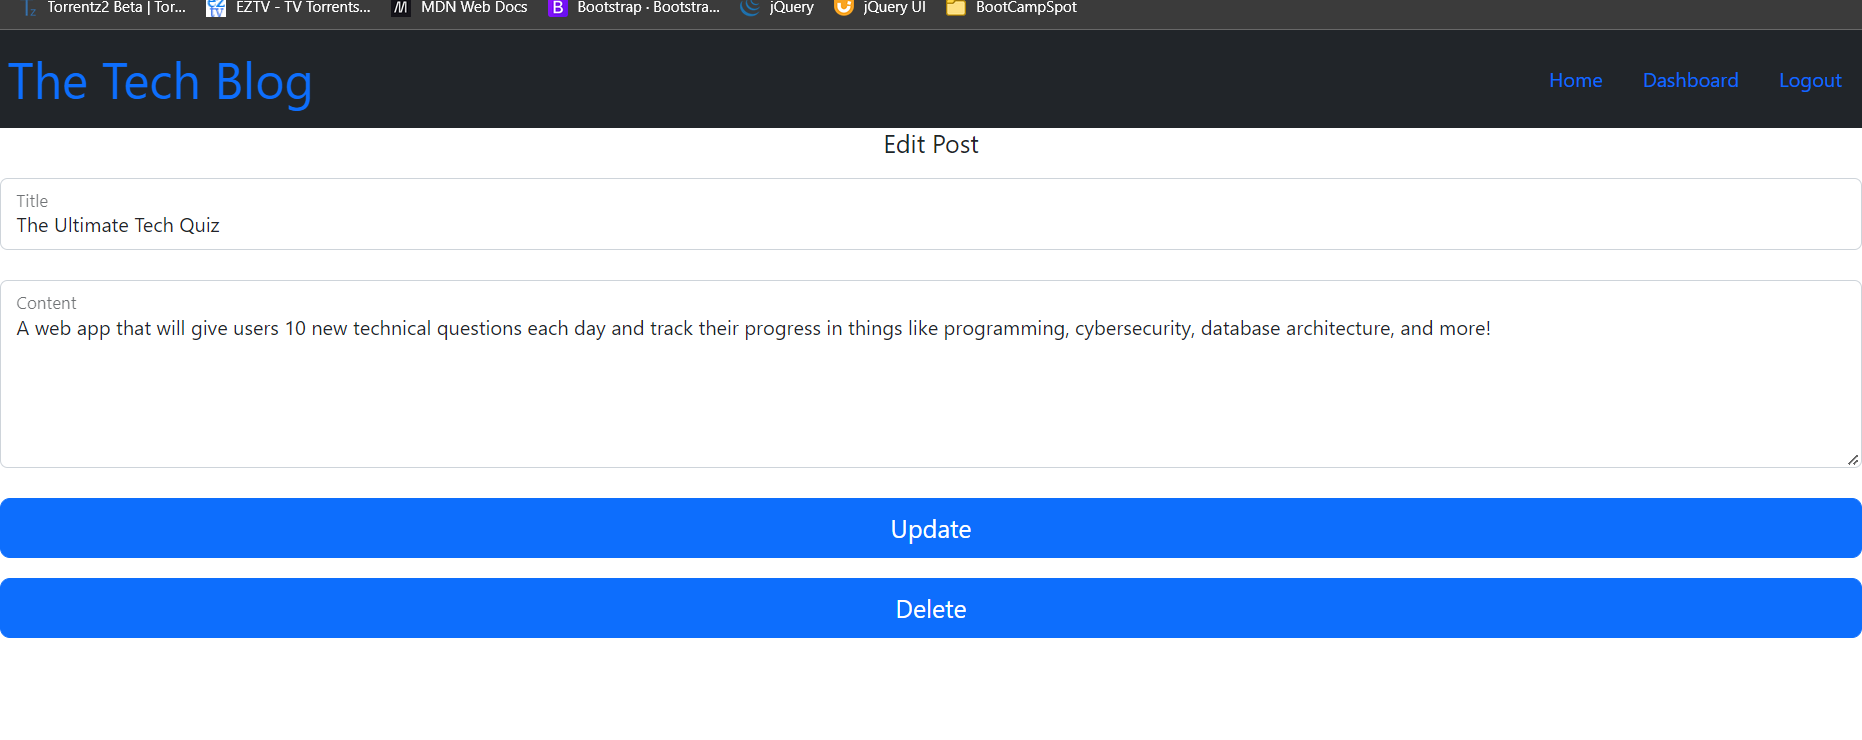 Torrentz2 Beta | Tor... EZTV - TV Torrents... MDN Web Docs B Bootstrap · Bootstra... jQuery jQuery UI BootCampSpot
The Tech Blog Home Dashboard Logout
Edit Post
Title
The Ultimate Tech Quiz
Content
A web app that will give users 10 new technical questions each day and track their progress in things like programming, cybersecurity, database architecture, and more!
Update
Delete